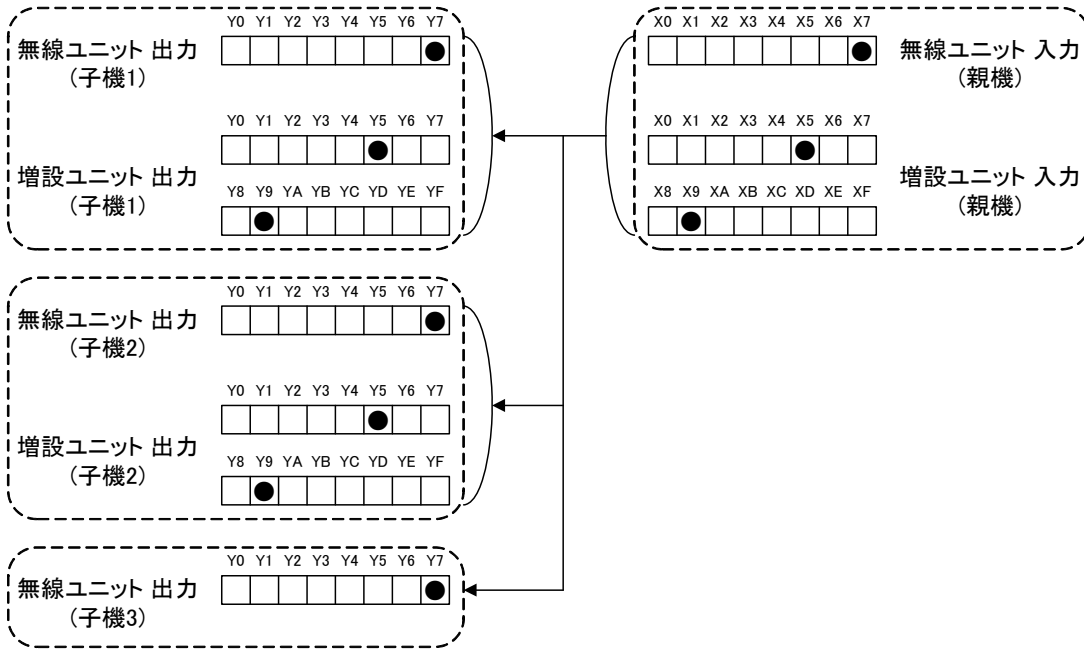 Y0 Y1 Y2 Y3 Y4 Y5 Y6 Y7
無線ユニット 出力
(子機1)
Y0 Y1 Y2 Y3 Y4 Y5 Y6 Y7
増設ユニット 出力
(子機1)
Y8 Y9 YA YB YC YD YE YF
X0 X1 X2 X3 X4 X5 X6 X7
無線ユニット 入力
(親機)
X0 X1 X2 X3 X4 X5 X6 X7
増設ユニット 入力
(親機)
X8 X9 XA XB XC XD XE XF
Y0 Y1 Y2 Y3 Y4 Y5 Y6 Y7
無線ユニット 出力
(子機2)
Y0 Y1 Y2 Y3 Y4 Y5 Y6 Y7
増設ユニット 出力
(子機2)
Y8 Y9 YA YB YC YD YE YF
Y0 Y1 Y2 Y3 Y4 Y5 Y6 Y7
無線ユニット 出力
(子機3)